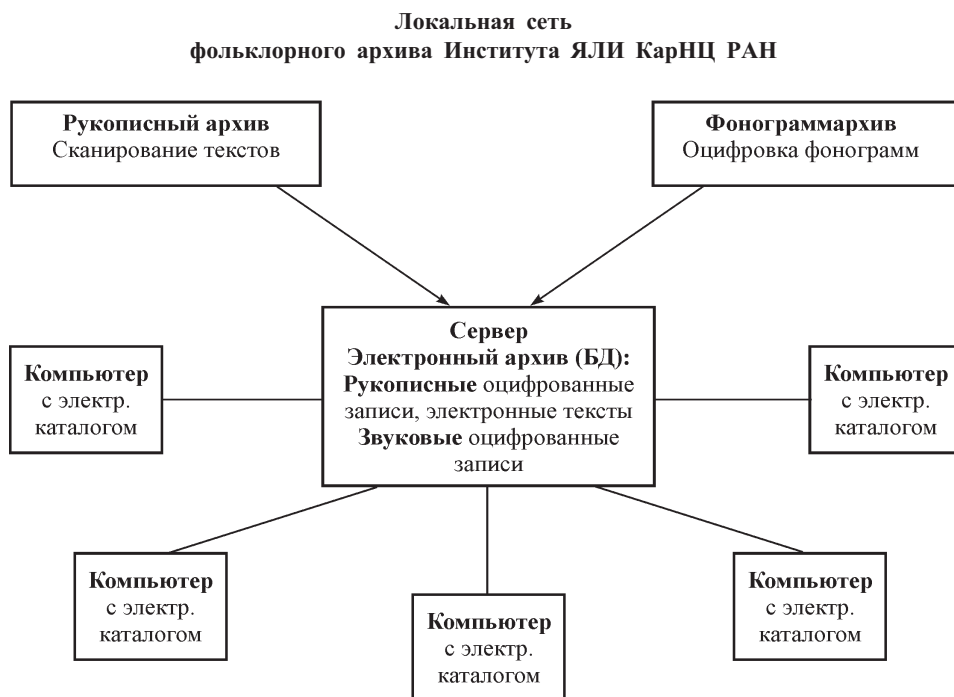 Локальная сеть
фольклорного архива Института ЯЛИ КарНЦ РАН
Рукописный архив
Сканирование текстов
Фонограммархив
Оцифровка фонограмм
Сервер
Электронный архив (БД):
Рукописные оцифрованные
записи, электронные тексты
Звуковые оцифрованные
записи
Компьютер
с электр.
каталогом
Компьютер
с электр.
каталогом
Компьютер
с электр.
каталогом
Компьютер
с электр.
каталогом
Компьютер
с электр.
каталогом